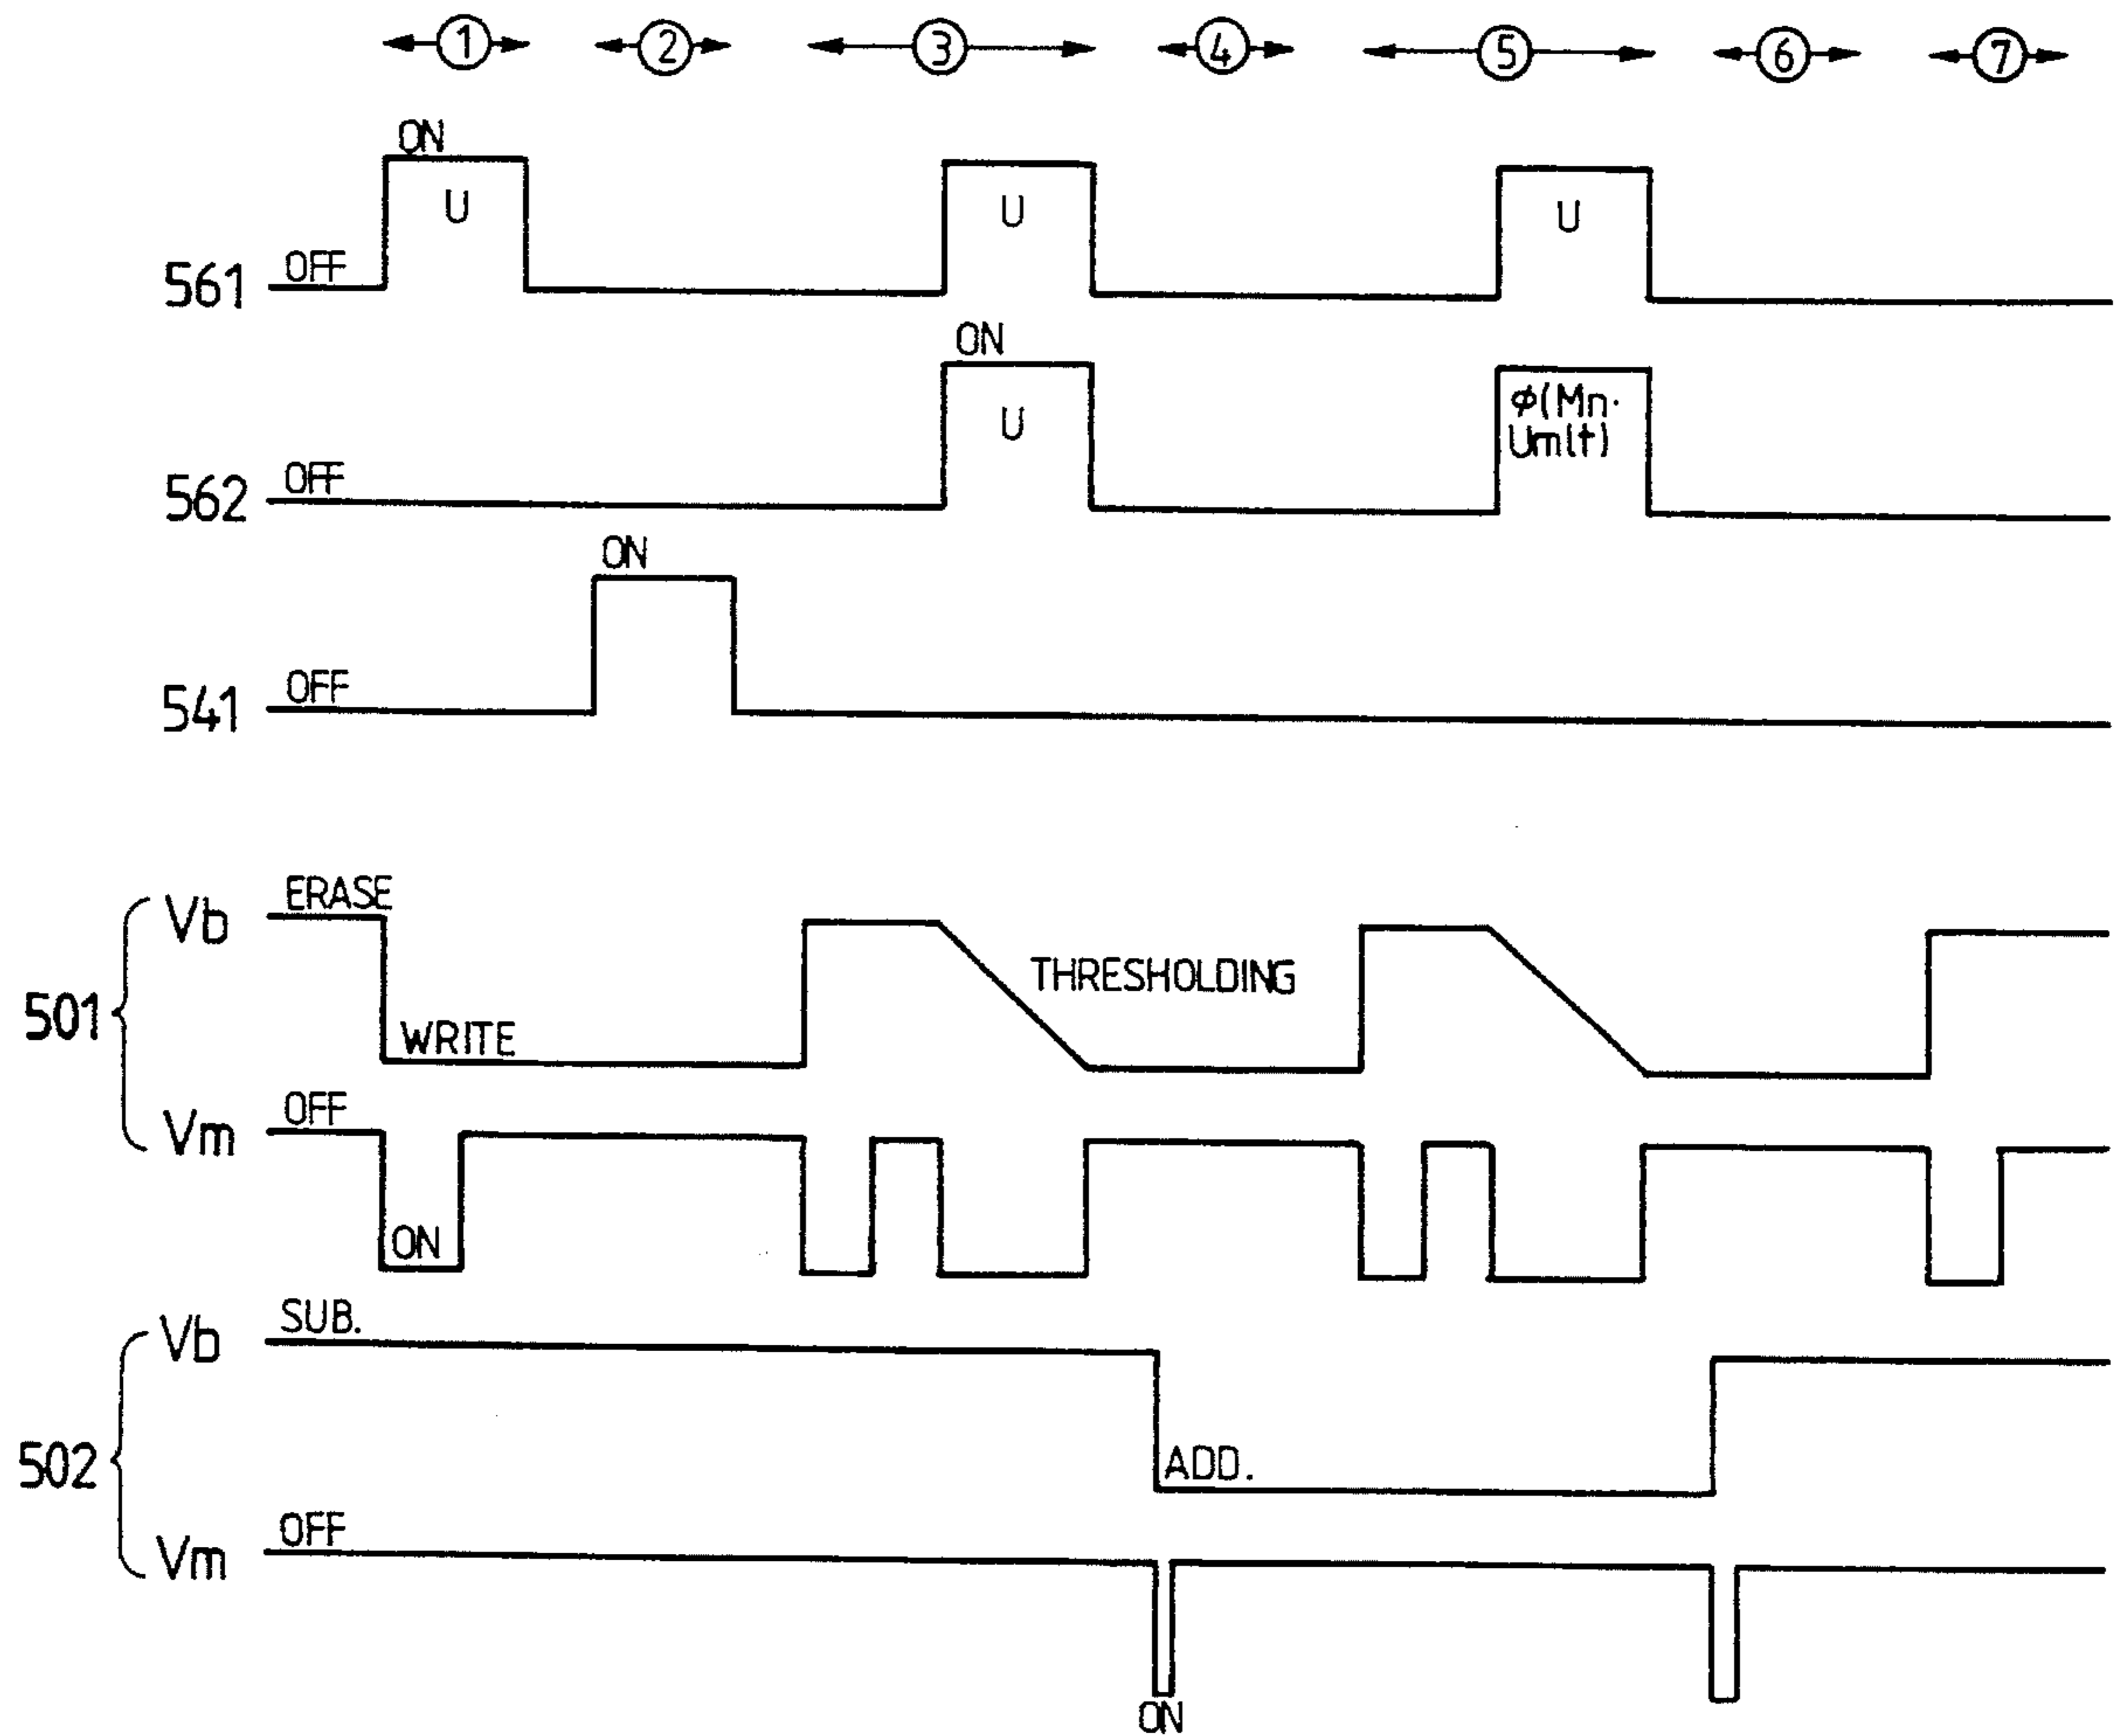 ① ② ③ ④ ⑤ ⑥ ⑦
ON
U U U
OFF
561
ON
U φ(Mn·
Um(t)
OFF
562
ON
OFF
541
ERASE
Vb
THRESHOLDING
501
WRITE
OFF
Vm
ON
SUB.
Vb
502
ADD.
OFF
Vm
ON